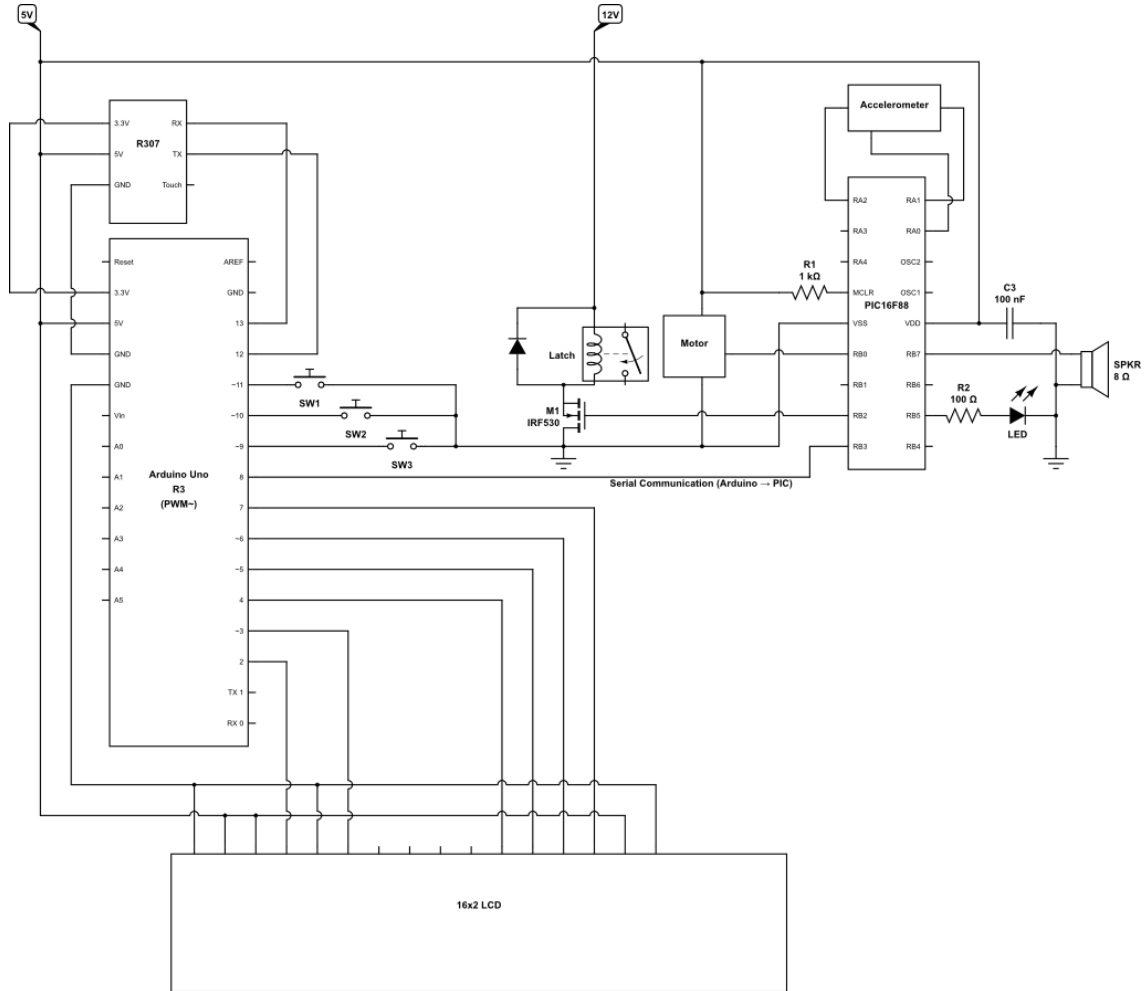 5V
12V
Accelerometer
3.3V
RX
R307
5V
TX
GND
Touch
RA2
RA1
RA3
RA0
Reset
AREF
RA4
OSC2
R1
1 kΩ
3.3V
GND
MCLR
OSC1
PIC16F88
C3
100 nF
5V
13
VSS
VDD
Motor
GND
12
Latch
RB0
RB7
SPKR
8 Ω
GND
~11
SW1
RB1
RB6
R2
100 Ω
M1
IRF530
Vin
~10
SW2
RB2
RB5
LED
A0
~9
SW3
RB3
RB4
Arduino Uno
R3
(PWM~)
A1
8
Serial Communication (Arduino → PIC)
A2
7
A3
~6
A4
~5
A5
4
~3
2
TX 1
RX 0
16x2 LCD